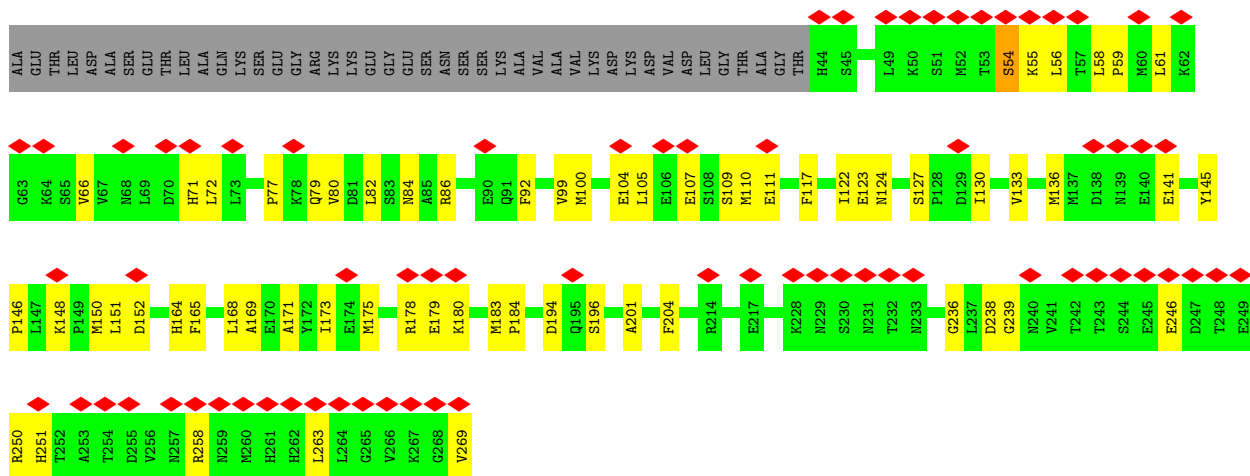 ALA GLU THR LEU ASP ALA SER GLU THR LEU ALA GLN LYS SER GLU GLY ARG LYS LYS GLU GLY GLU SER ASN SER SER LYS ALA VAL ALA VAL LYS ASP LYS ASP VAL ASP LEU GLY THR ALA GLY THR H44 S45 L49 K50 S51 M52 T53 S54 K55 L56 T57 L58 P59 M60 L61 K62
G63 K64 S65 V66 V67 N68 L69 D70 H71 L72 L73 P77 K78 Q79 V80 D81 L82 S83 N84 A85 R86 E90 Q91 F92 V99 M100 E104 L105 E106 E107 S108 S109 M110 E111 F117 I122 E123 N124 S127 P128 D129 I130 V133 M136 M137 D138 N139 E140 E141 Y145
P146 L147 K148 P149 M150 L151 D152 H164 F165 L168 A169 E170 A171 Y172 I173 E174 M175 R178 E179 K180 M183 P184 D194 Q195 S196 A201 F204 R214 E217 K228 N229 S230 N231 T232 N233 G236 L237 D238 G239 N240 V241 T242 T243 S244 E245 E246 D247 T248 E249
R250 H251 T252 A253 T254 D255 V256 N257 R258 N259 M260 H261 H262 L263 L264 G265 V266 K267 G268 V269